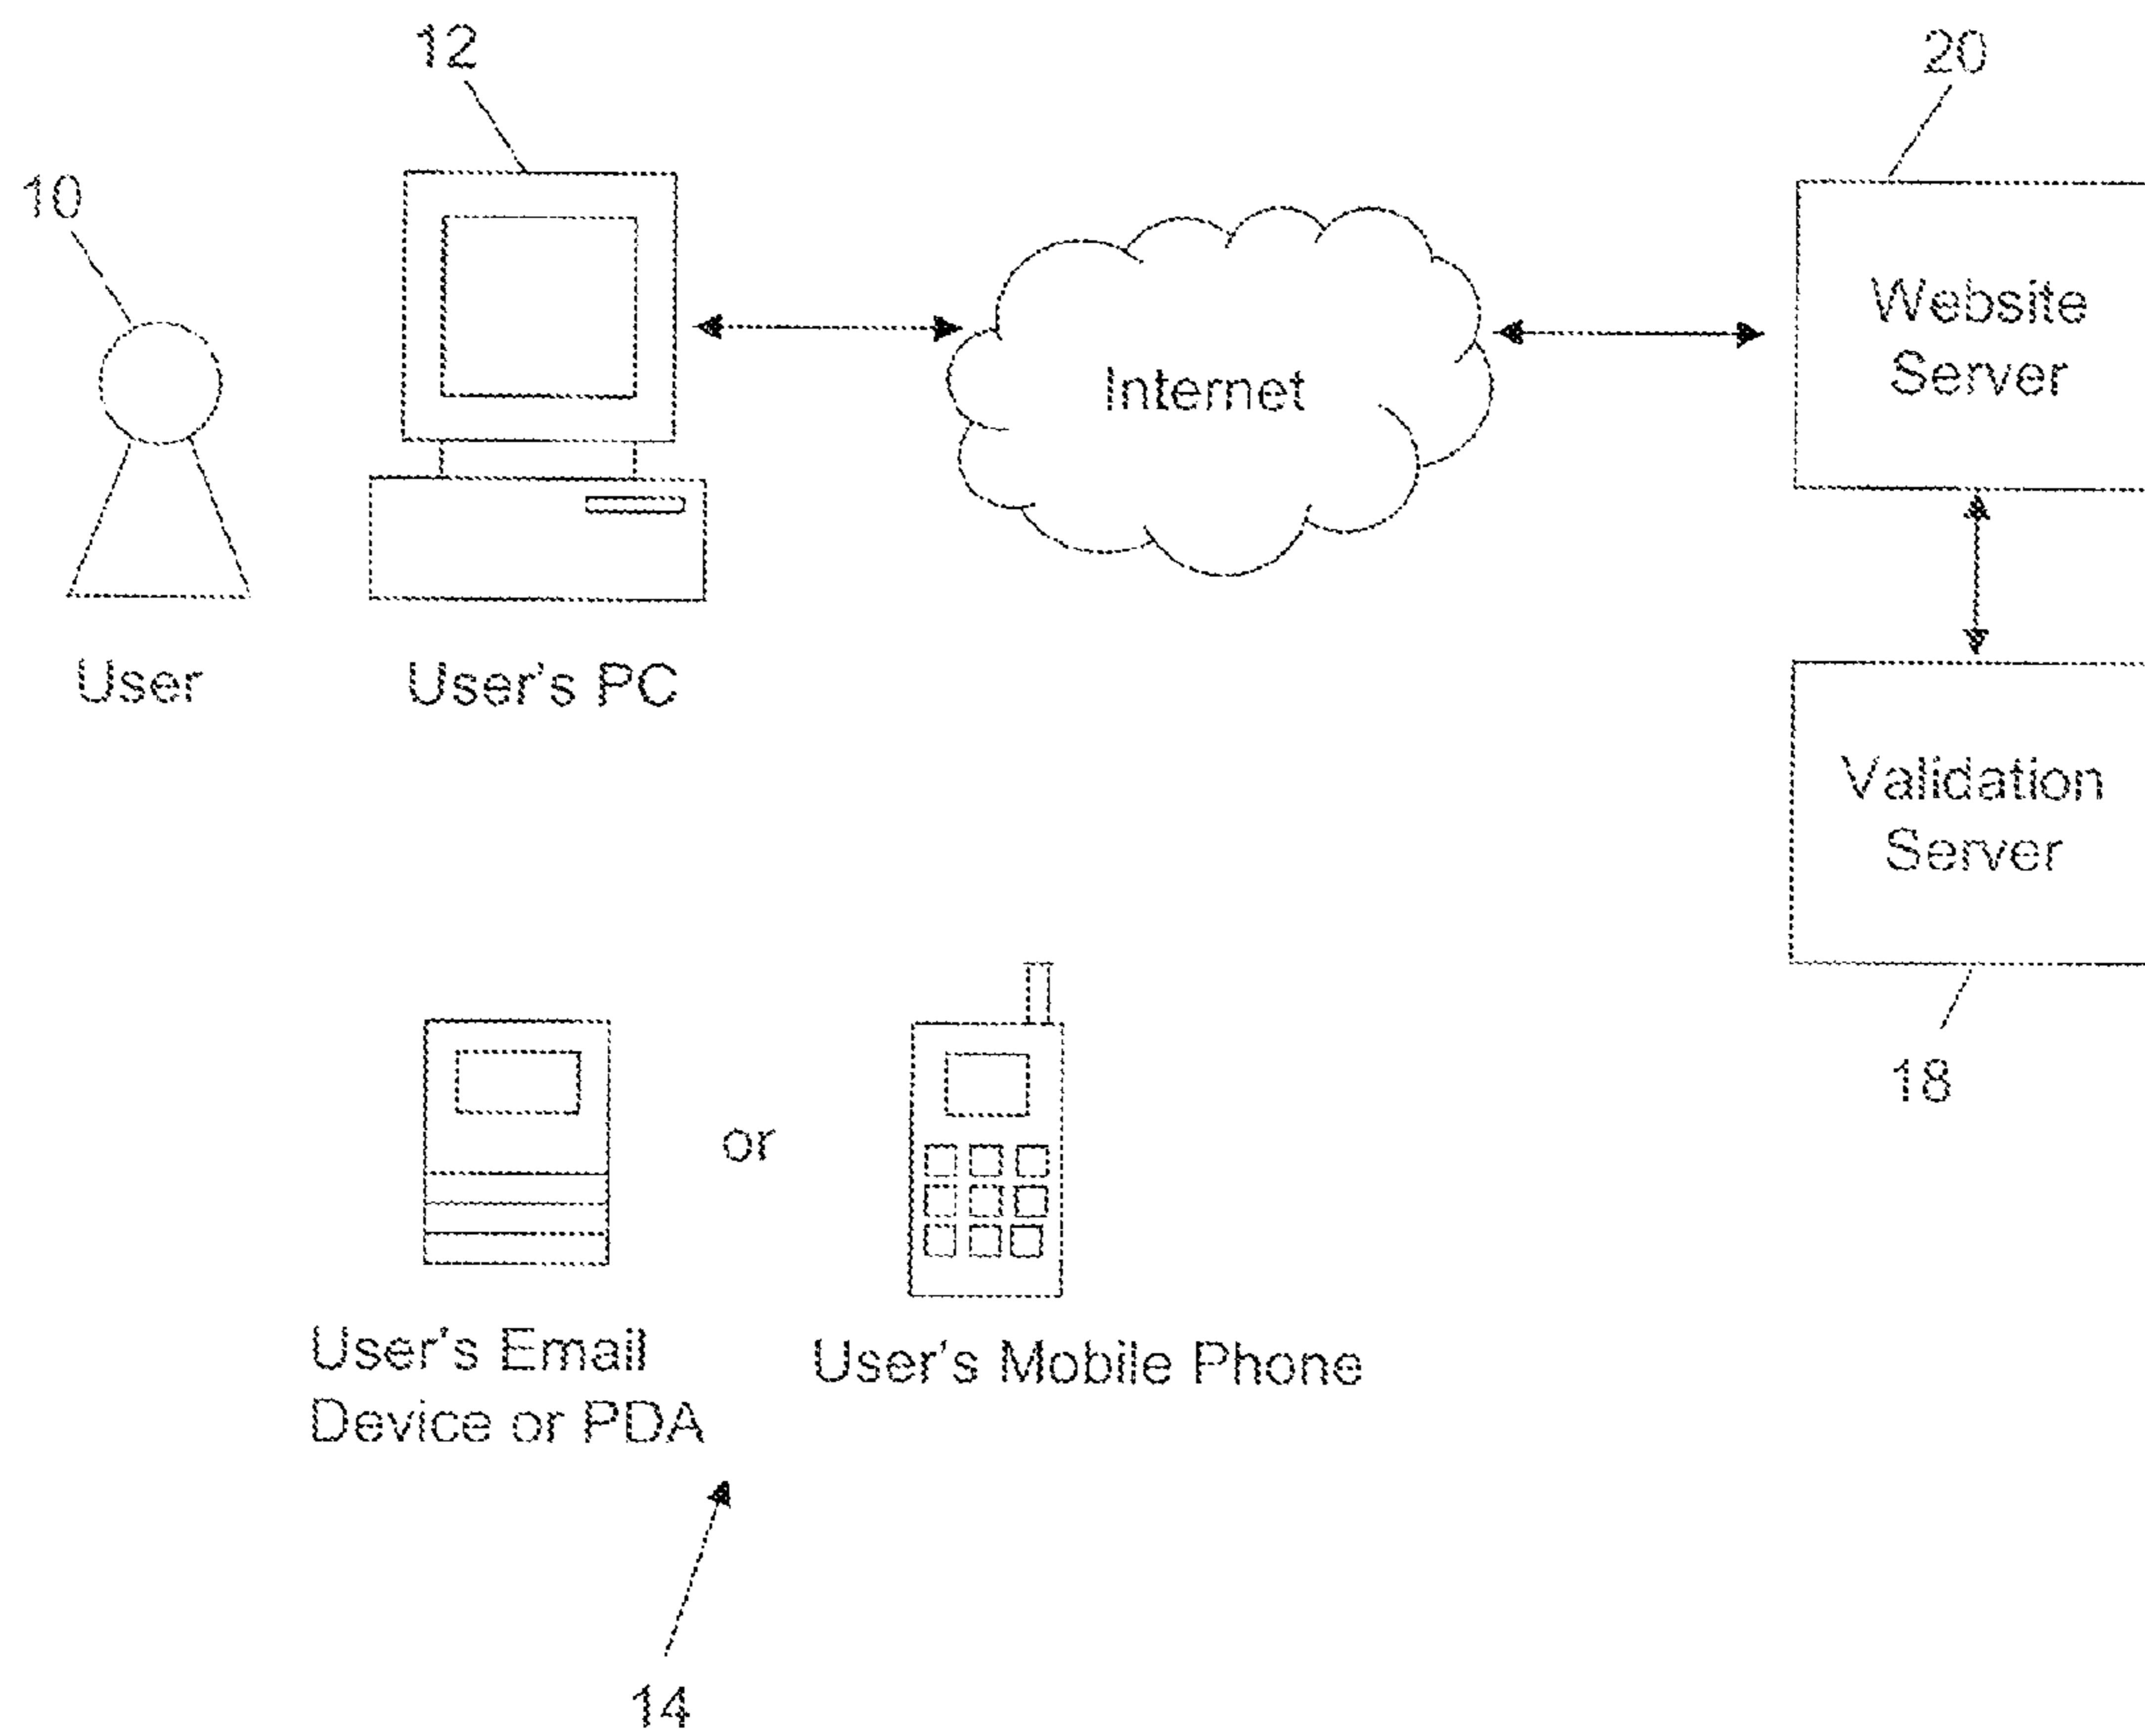 12
20
10
Website
Server
Internet
User
User's PC
Validation
Server
18
or
User's Email
Device or PDA
User's Mobile Phone
14